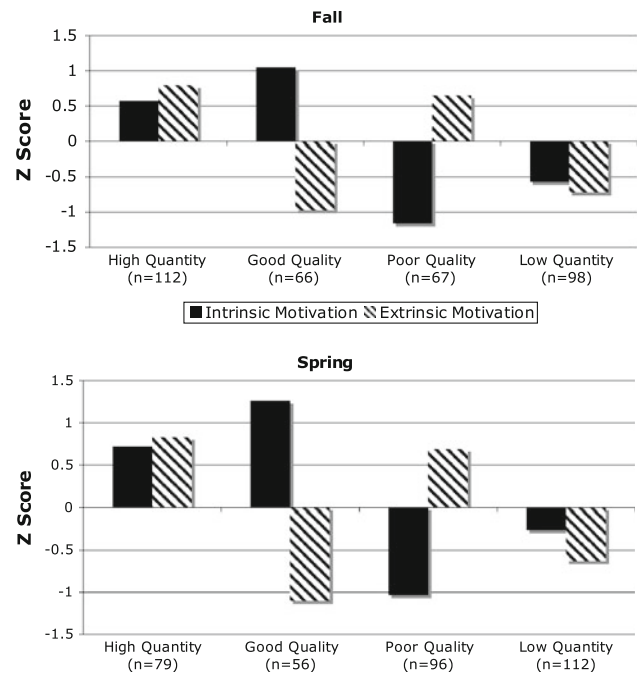 Fall
1.5
1
0.5
0
-0.5
-1
-1.5
Z Score
High Quantity
(n=112)
Good Quality
(n=66)
Poor Quality
(n=67)
Low Quantity
(n=98)
Intrinsic Motivation
Extrinsic Motivation
Spring
1.5
1
0.5
0
-0.5
-1
-1.5
Z Score
High Quantity
(n=79)
Good Quality
(n=56)
Poor Quality
(n=96)
Low Quantity
(n=112)